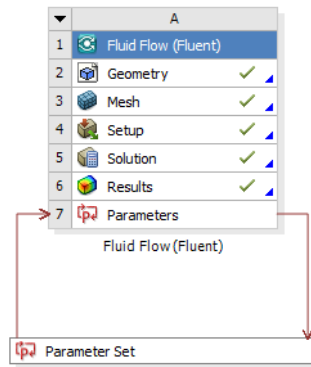 A
1 Fluid Flow (Fluent)
2 Geometry
3 Mesh
4 Setup
5 Solution
6 Results
7 Parameters
Fluid Flow (Fluent)
Parameter Set